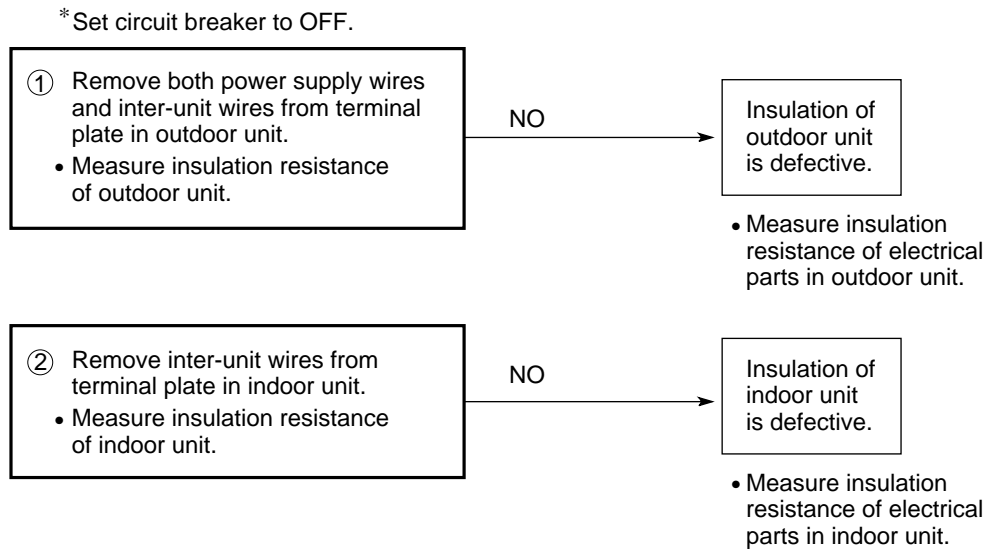 *Set circuit breaker to OFF.
① Remove both power supply wires
and inter-unit wires from terminal
plate in outdoor unit.
• Measure insulation resistance
of outdoor unit.
NO
Insulation of
outdoor unit
is defective.
• Measure insulation
resistance of electrical
parts in outdoor unit.
② Remove inter-unit wires from
terminal plate in indoor unit.
• Measure insulation resistance
of indoor unit.
NO
Insulation of
indoor unit
is defective.
• Measure insulation
resistance of electrical
parts in indoor unit.